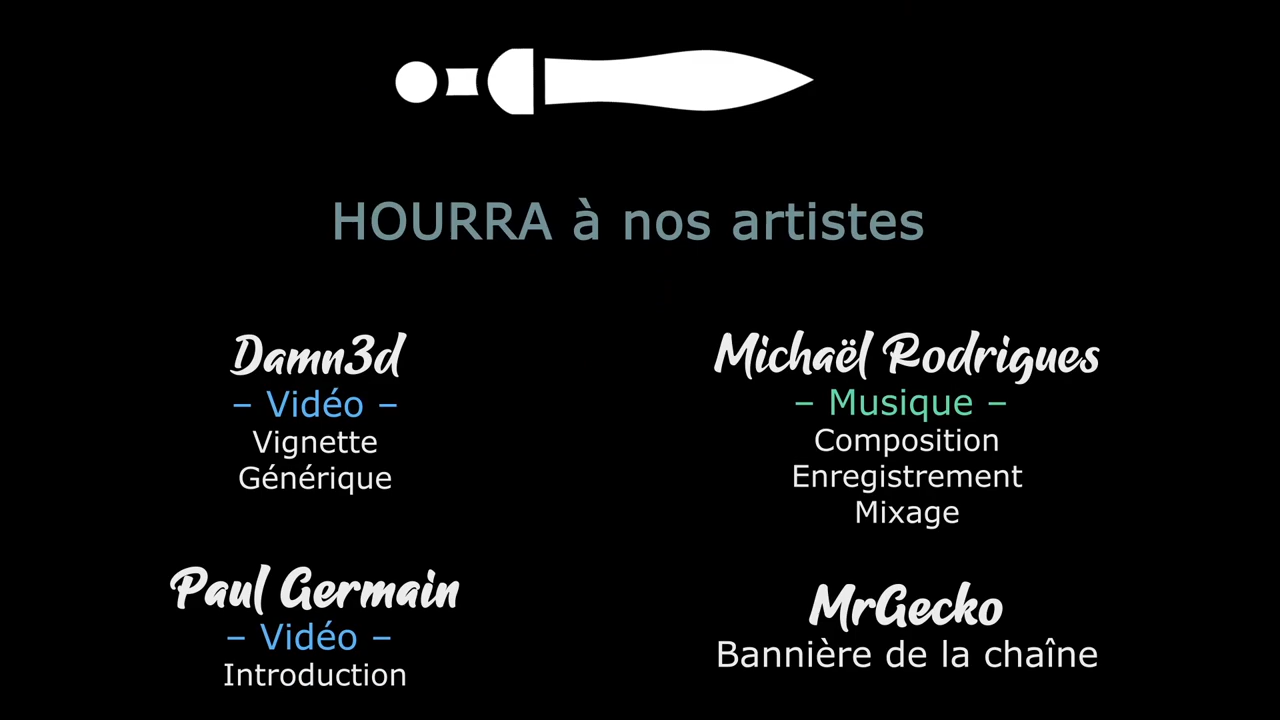 HOURRA à nos artistes
Damn3d
– Vidéo –
Vignette
Générique
Michaël Rodrigues
– Musique –
Composition
Enregistrement
Mixage
Paul Germain
– Vidéo –
Introduction
MrGecko
Bannière de la chaîne